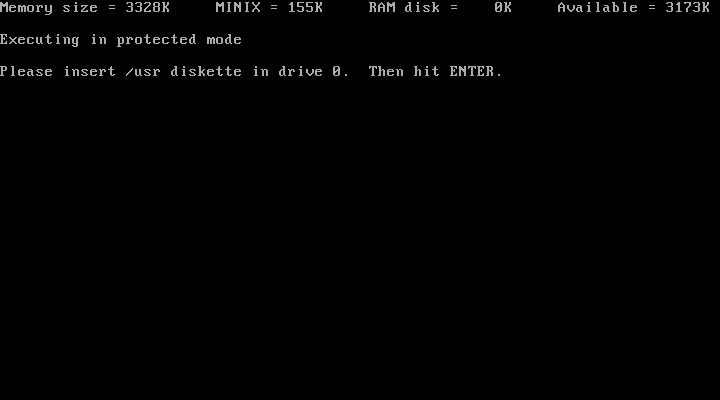 Memory size = 3328K     MINIX = 155K     RAM disk =    0K     Available = 3173K
Executing in protected mode
Please insert /usr diskette in drive 0.  Then hit ENTER.